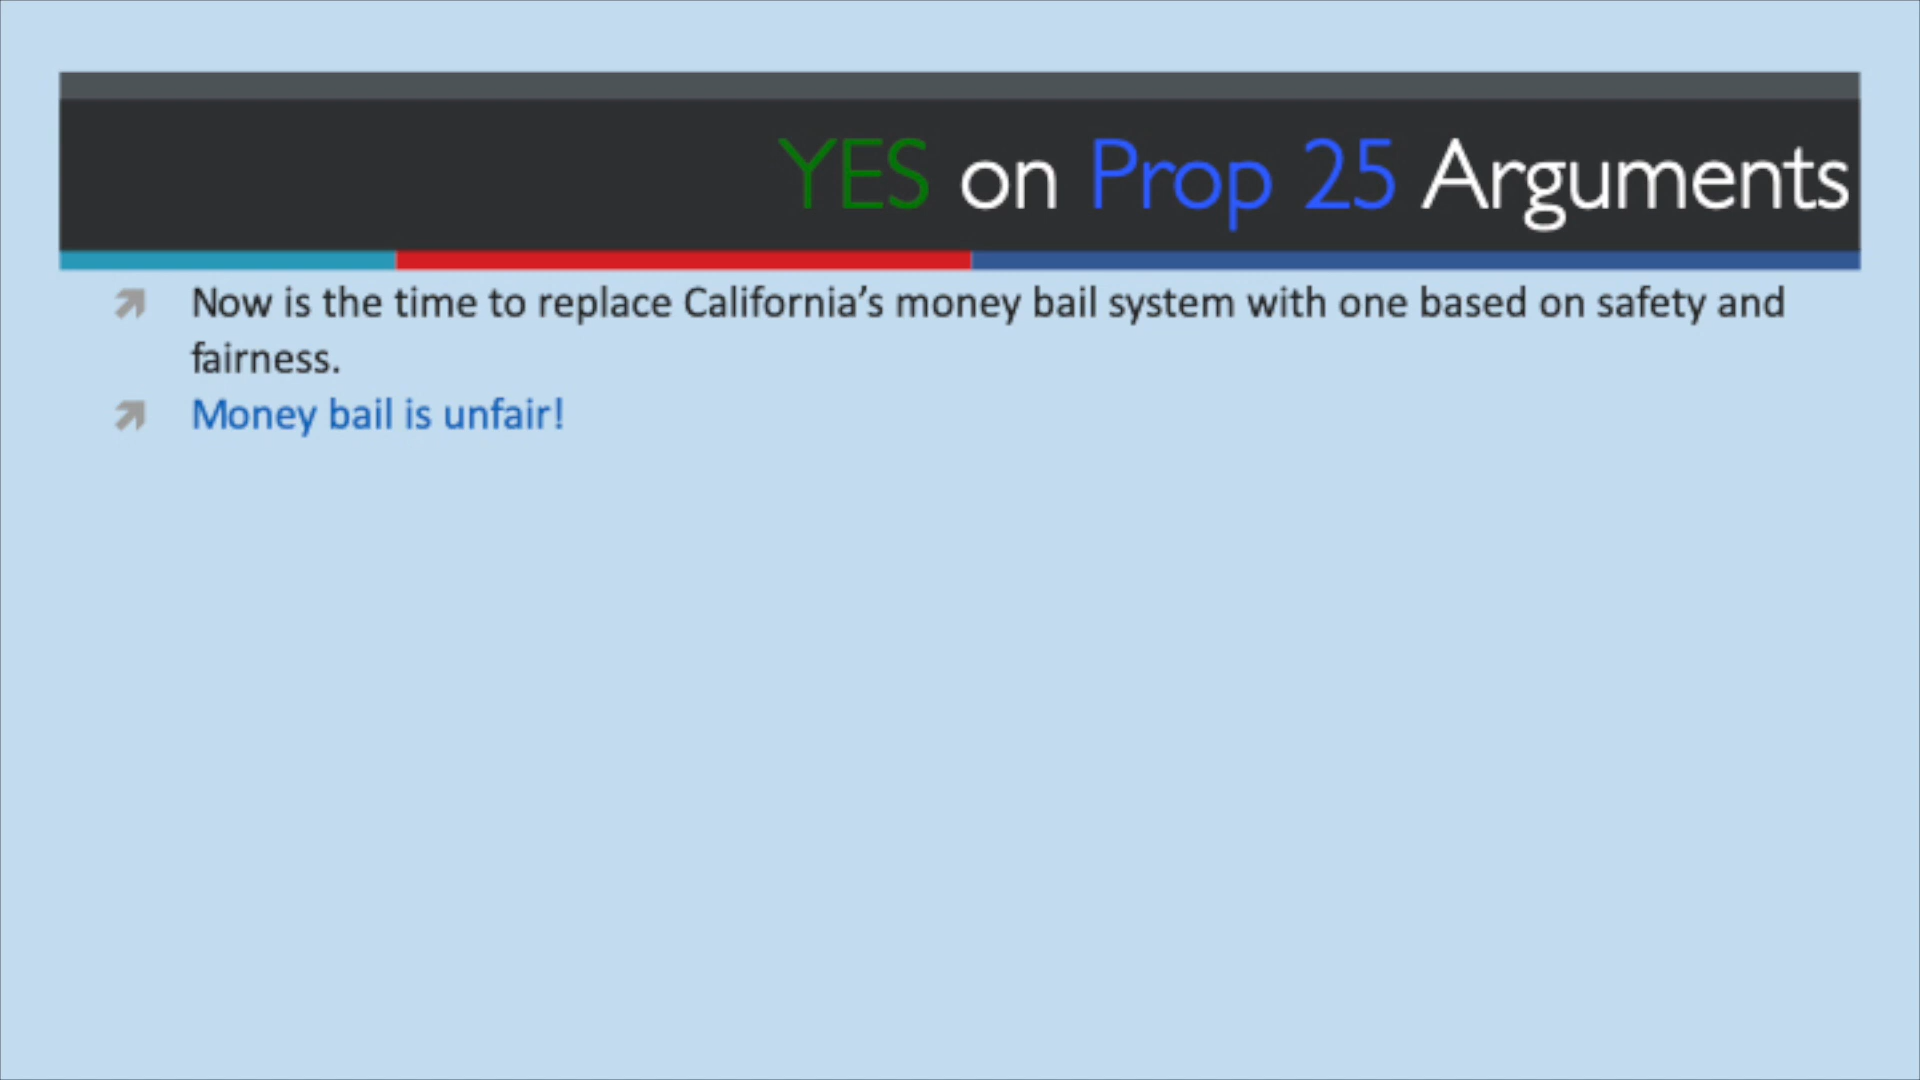 YES on Prop 25 Arguments
Now is the time to replace California’s money bail system with one based on safety and
fairness.
Money bail is unfair!